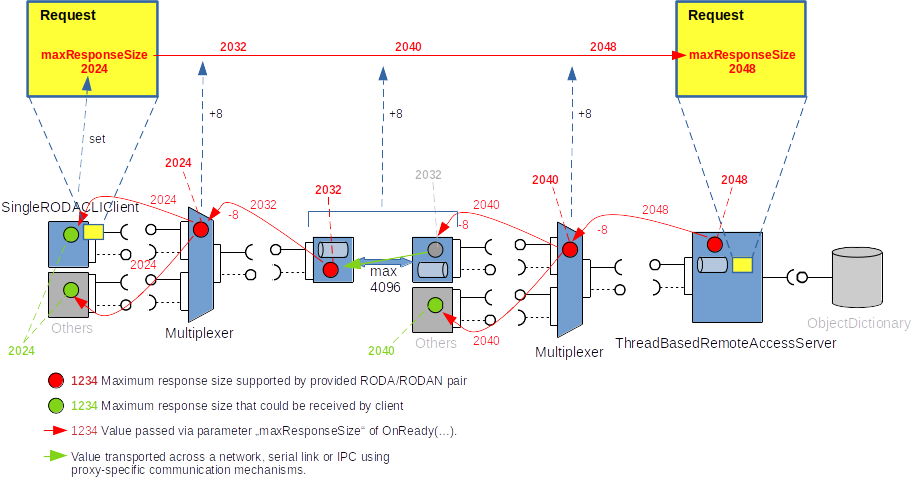 Request
Request
maxResponseSize
2024
2032
2040
2048
maxResponseSize
2048
+8
+8
+8
set
2024
2032
2032
2040
2048
SingleRODACLIClient
2024
-8
2032
2040
-8
2048
-8
2024
max
4096
Others
Multiplexer
2024
2040
Others
2040
Multiplexer
ThreadBasedRemoteAccessServer
ObjectDictionary
1234 Maximum response size supported by provided RODA/RODAN pair
1234 Maximum response size that could be received by client
1234 Value passed via parameter „maxResponseSize“ of OnReady(...).
Value transported across a network, serial link or IPC using
proxy-specific communication mechanisms.